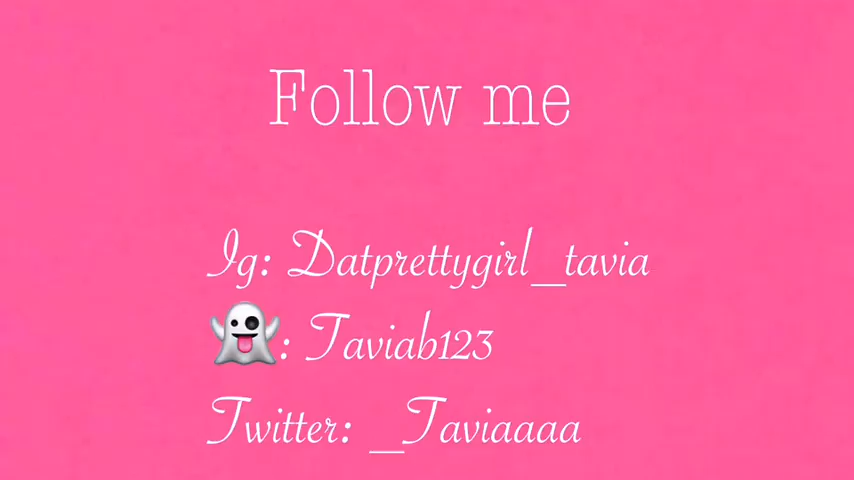 Follow me
Ig: Datprettygirl_tavia
👻: Taviab123
Twitter: _Taviaaaa